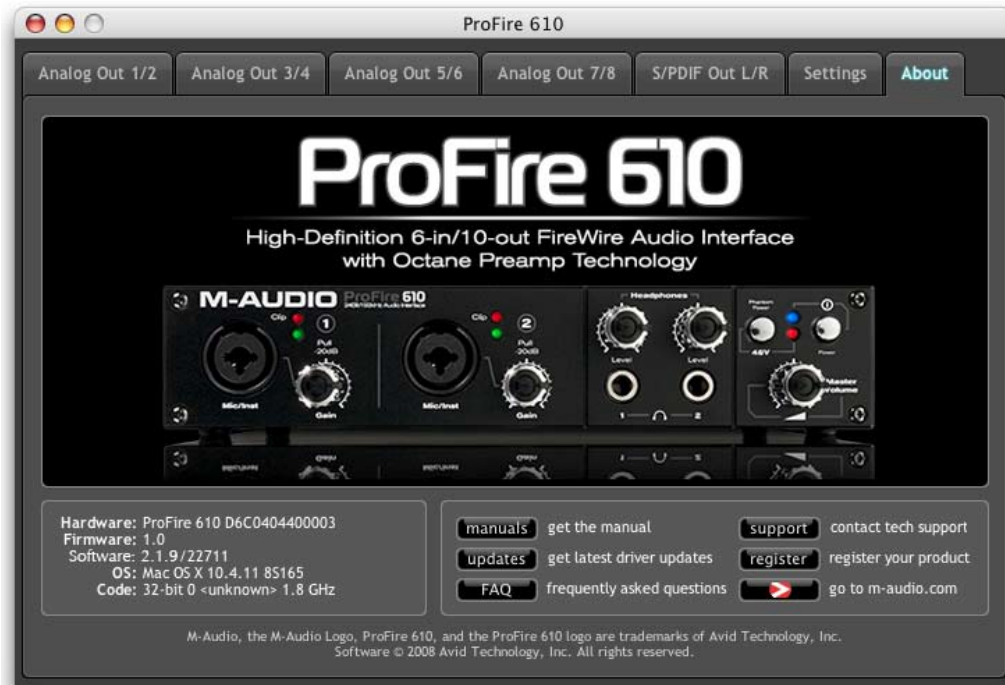 ProFire 610
Analog Out 1/2 Analog Out 3/4 Analog Out 5/6 Analog Out 7/8 S/PDIF Out L/R Settings About
ProFire 610
High-Definition 6-in/10-out FireWire Audio Interface
with Octane Preamp Technology
M-AUDIO ProFire 610
Headphones
Clip 1 Clip 2
Phantom Power
Pull -20dB Pull -20dB
Level Level
48V Power
Master Volume
Mic/Inst Gain Mic/Inst Gain
1 2
Hardware: ProFire 610 D6C0404400003
Firmware: 1.0
Software: 2.1.9/22711
OS: Mac OS X 10.4.11 8S165
Code: 32-bit 0 <unknown> 1.8 GHz
manuals get the manual
updates get latest driver updates
FAQ frequently asked questions
support contact tech support
register register your product
go to m-audio.com
M-Audio, the M-Audio Logo, ProFire 610, and the ProFire 610 logo are trademarks of Avid Technology, Inc.
Software © 2008 Avid Technology, Inc. All rights reserved.